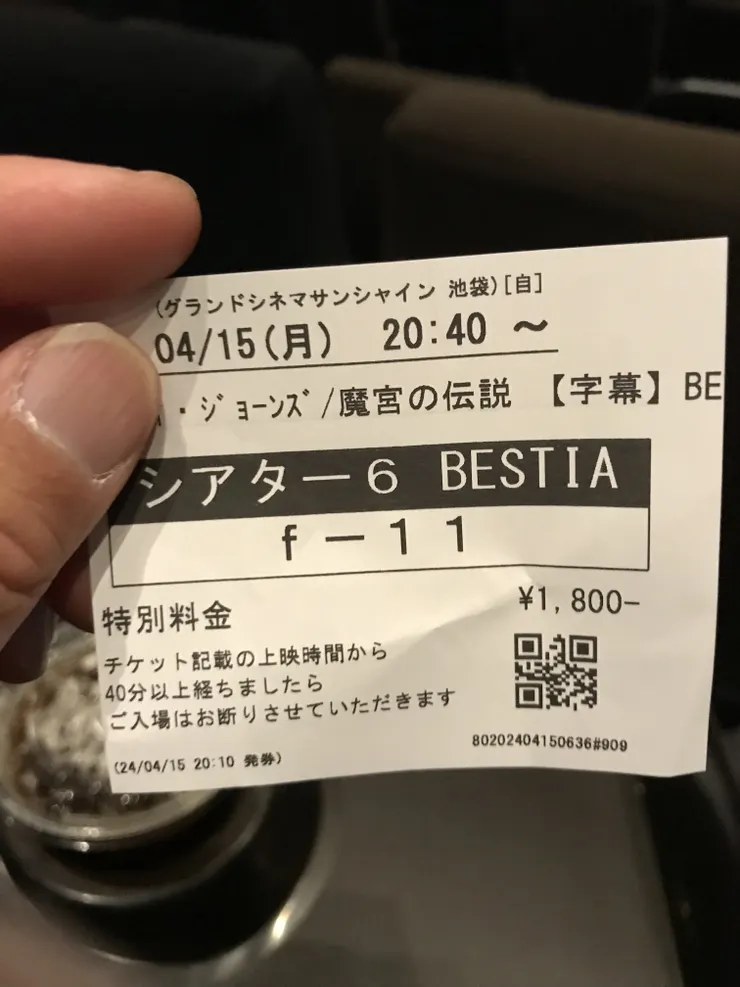 (グランドシネマサンシャイン 池袋)[自]
04/15(月) 20:40 ～
・ジョーンズ/魔宮の伝説 【字幕】BE
シアター6 BESTIA
f-11
特別料金
¥1,800-
チケット記載の上映時間から
40分以上経ちましたら
ご入場はお断りさせていただきます
80202404150636#909
(24/04/15 20:10 発券)